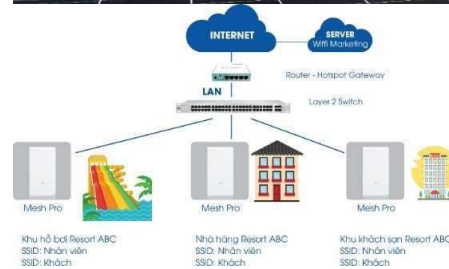 INTERNET
SERVER
Wifi Marketing
Router - Hotspot Gateway
LAN
Layer 2 Switch
Mesh Pro
Mesh Pro
Mesh Pro
Khu hồ bơi Resort ABC
SSID: Nhân viên
SSID: Khách
Nhà hàng Resort ABC
SSID: Nhân viên
SSID: Khách
Khu khách sạn Resort ABC
SSID: Nhân viên
SSID: Khách